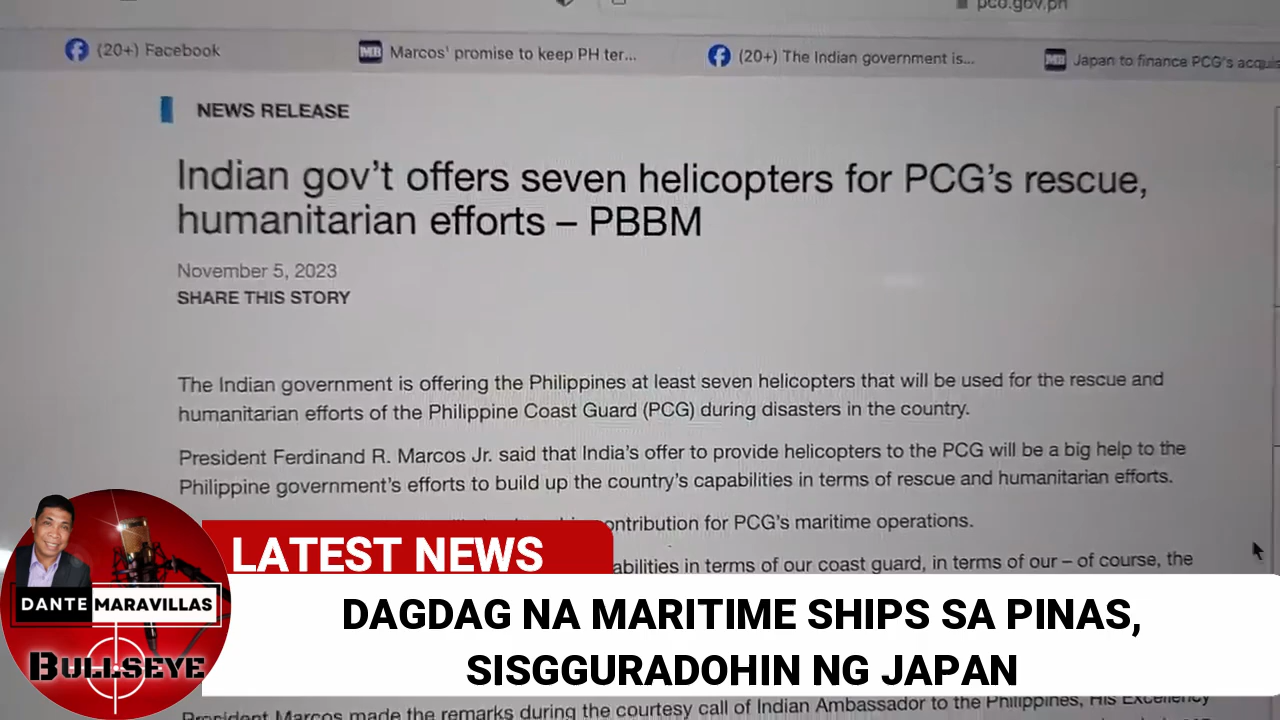 pco.gov.ph
(20+) Facebook
Marcos' promise to keep PH ter...
(20+) The Indian government is...
Japan to finance PCG's acquis
NEWS RELEASE
Indian gov't offers seven helicopters for PCG's rescue,
humanitarian efforts – PBBM
November 5, 2023
SHARE THIS STORY
The Indian government is offering the Philippines at least seven helicopters that will be used for the rescue and
humanitarian efforts of the Philippine Coast Guard (PCG) during disasters in the country.
President Ferdinand R. Marcos Jr. said that India's offer to provide helicopters to the PCG will be a big help to the
Philippine government's efforts to build up the country's capabilities in terms of rescue and humanitarian efforts.
ontribution for PCG's maritime operations.
abilities in terms of our coast guard, in terms of our – of course, the
LATEST NEWS
DAGDAG NA MARITIME SHIPS SA PINAS,
SISGGURADOHIN NG JAPAN
DANTE MARAVILLAS
BULLSEYE
President Marcos made the remarks during the courtesy call of Indian Ambassador to the Philippines, His Excellency